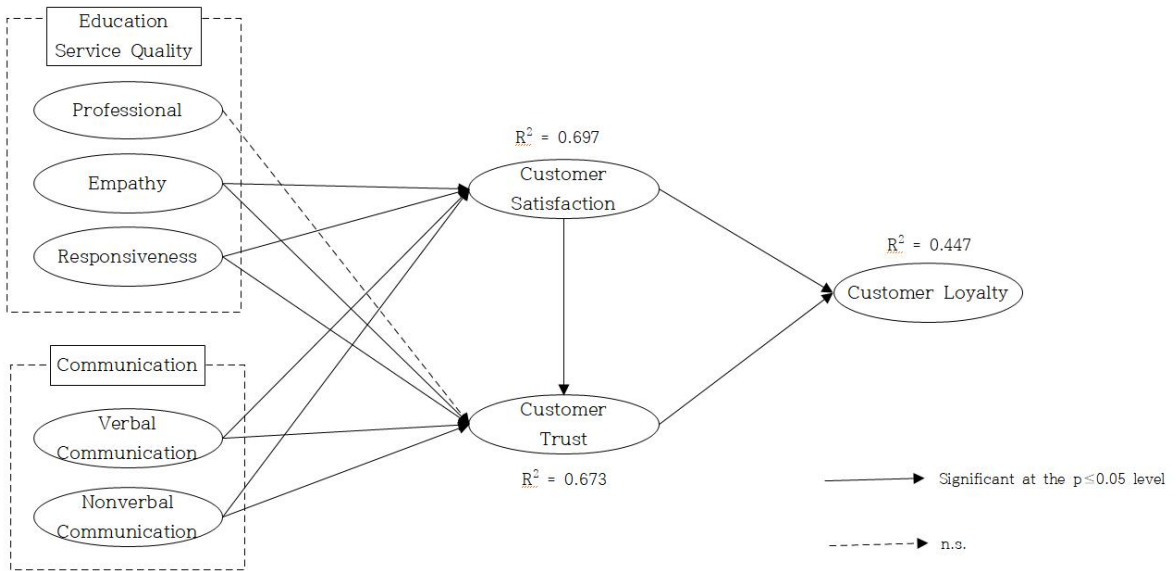 Education
Service Quality
Professional
Empathy
Responsiveness
Communication
Verbal
Communication
Nonverbal
Communication
R² = 0.697
Customer
Satisfaction
Customer
Trust
R² = 0.673
R² = 0.447
Customer Loyalty
Significant at the p≤0.05 level
n.s.